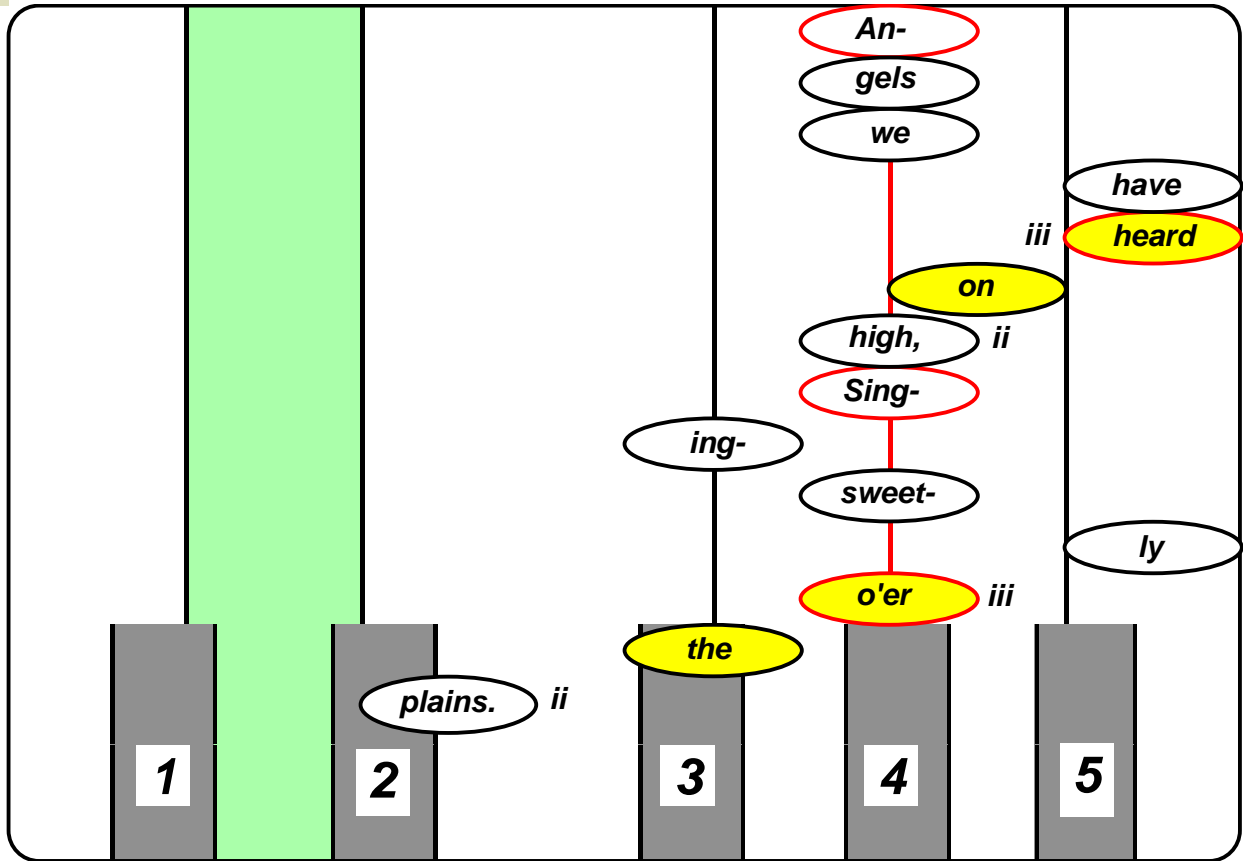 An-
gels
we
have
iii heard
on
high, ii
Sing-
ing-
sweet-
ly
o'er iii
the
plains. ii
1 2 3 4 5